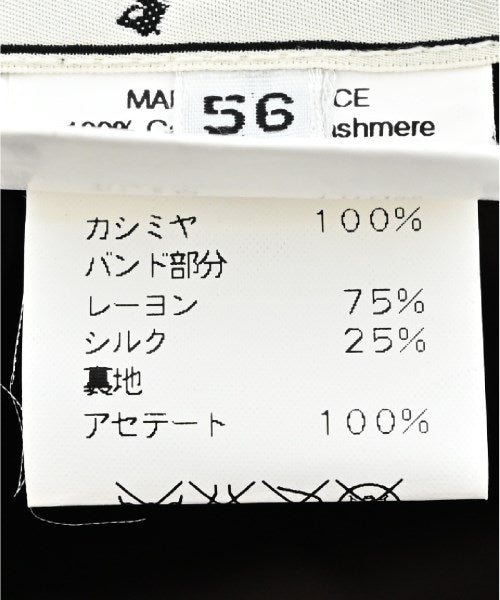 MA
56
CE
100% C
ashmere
カシミヤ 100%
バンド部分
レーヨン 75%
シルク 25%
裏地
アセテート 100%